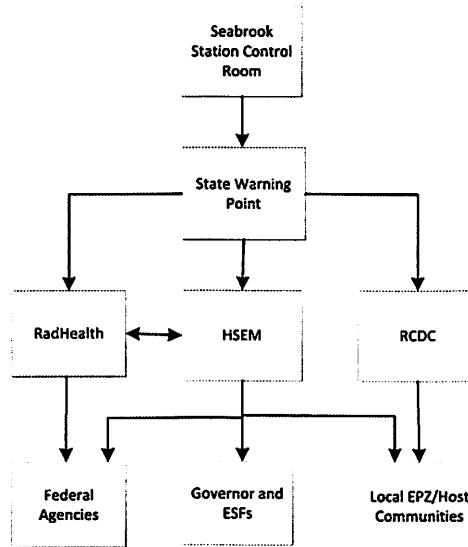 Seabrook
Station Control
Room
State Warning
Point
RadHealth
HSEM
RCDC
Federal
Agencies
Governor and
ESFs
Local EPZ/Host
Communities